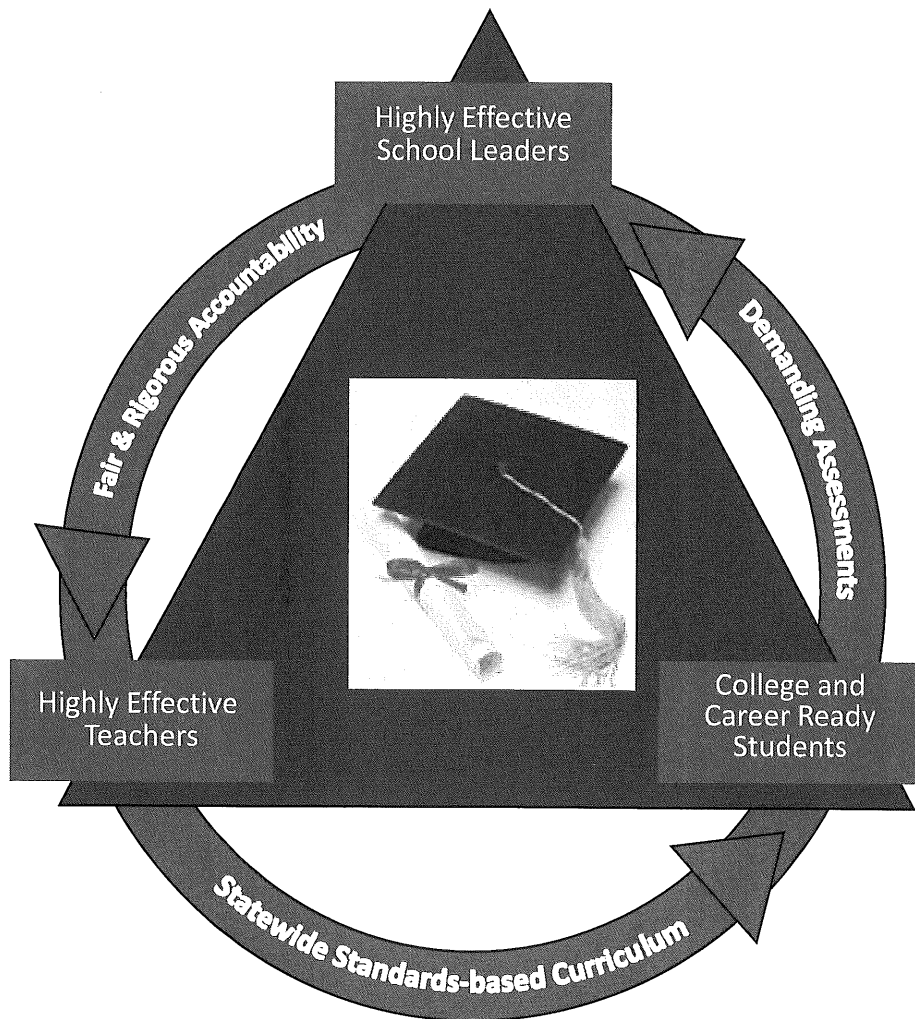 Highly Effective
School Leaders
Fair & Rigorous Accountability
Demanding Assessments
Highly Effective
Teachers
College and
Career Ready
Students
Statewide Standards-based Curriculum